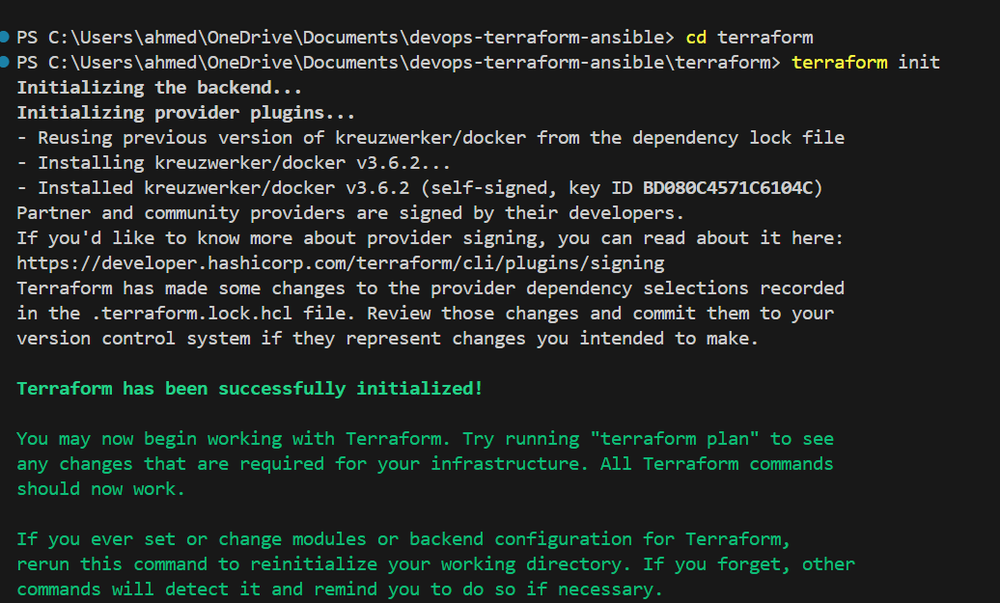 PS C:\Users\ahmed\OneDrive\Documents\devops-terraform-ansible> cd terraform
PS C:\Users\ahmed\OneDrive\Documents\devops-terraform-ansible\terraform> terraform init
Initializing the backend...
Initializing provider plugins...
- Reusing previous version of kreuzwerker/docker from the dependency lock file
- Installing kreuzwerker/docker v3.6.2...
- Installed kreuzwerker/docker v3.6.2 (self-signed, key ID BD080C4571C6104C)
Partner and community providers are signed by their developers.
If you'd like to know more about provider signing, you can read about it here:
https://developer.hashicorp.com/terraform/cli/plugins/signing
Terraform has made some changes to the provider dependency selections recorded
in the .terraform.lock.hcl file. Review those changes and commit them to your
version control system if they represent changes you intended to make.
Terraform has been successfully initialized!
You may now begin working with Terraform. Try running "terraform plan" to see
any changes that are required for your infrastructure. All Terraform commands
should now work.
If you ever set or change modules or backend configuration for Terraform,
rerun this command to reinitialize your working directory. If you forget, other
commands will detect it and remind you to do so if necessary.